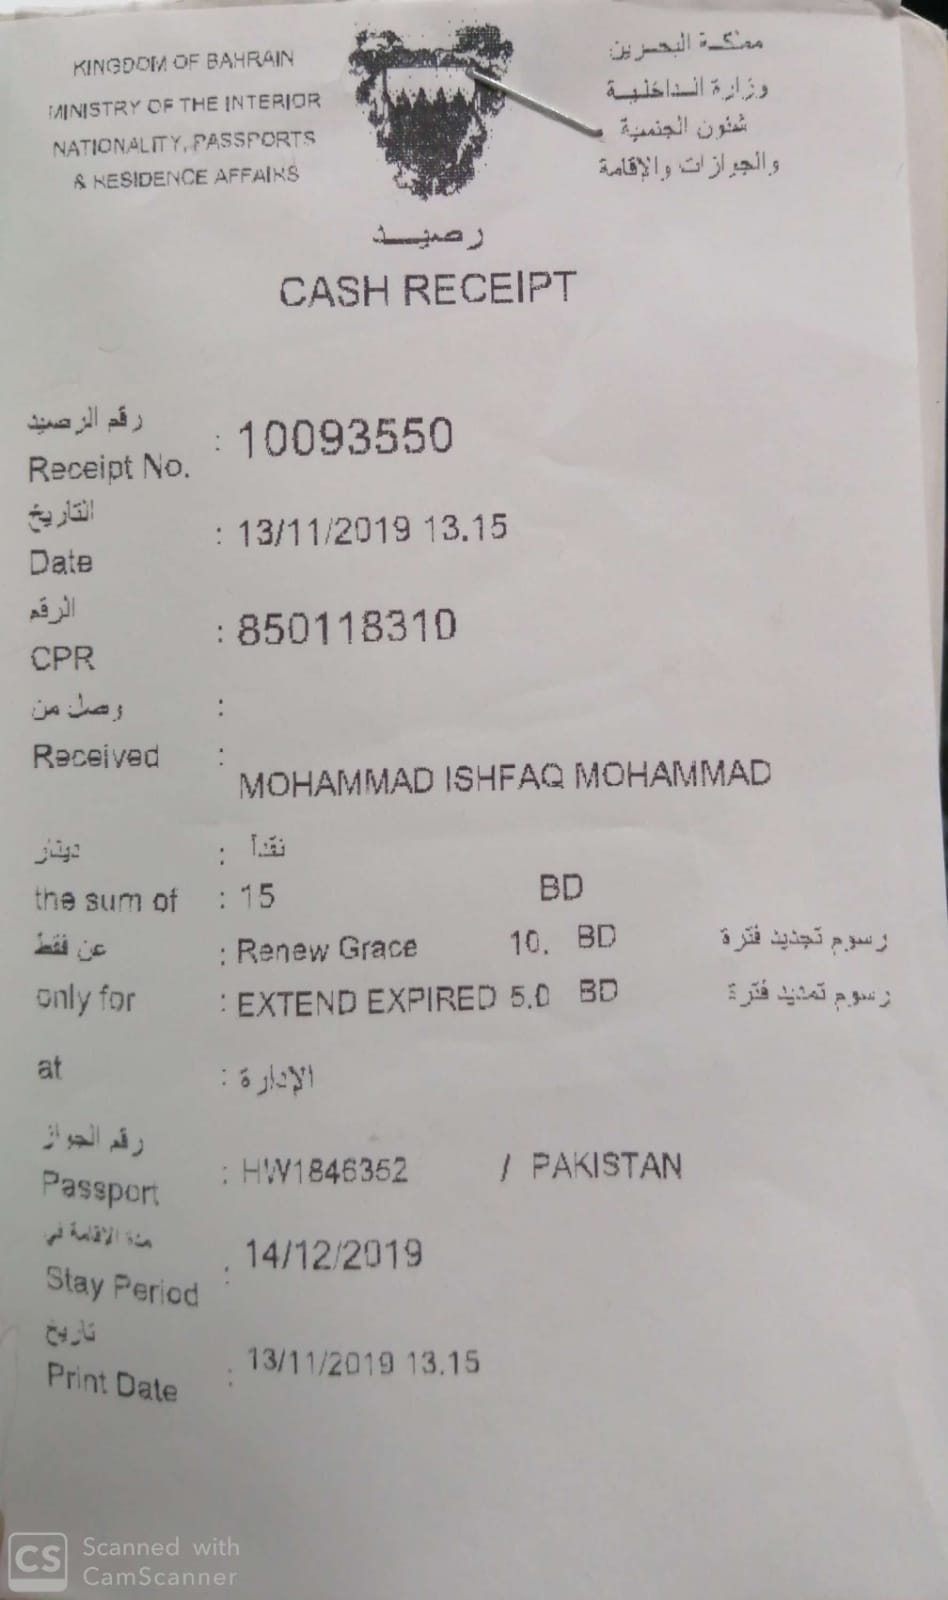 KINGDOM OF BAHRAIN
MINISTRY OF THE INTERIOR
NATIONALITY, PASSPORTS
& RESIDENCE AFFAIRS
مملكة البحرين
وزارة الداخلية
شئون الجنسية
والجوازات والإقامة
رصيد
CASH RECEIPT
رقم الرصيد
Receipt No. : 10093550
التاريخ
Date : 13/11/2019 13.15
الرقم
CPR : 850118310
وصل من :
Received :
MOHAMMAD ISHFAQ MOHAMMAD
دينار : نقداً
the sum of : 15 BD
عن فقط : Renew Grace 10. BD رسوم تجديد فترة
only for : EXTEND EXPIRED 5.0 BD رسوم تمديد فترة
at : الإدارة
رقم الجواز
Passport : HW1846352 / PAKISTAN
مدة الاقامة في
Stay Period : 14/12/2019
تاريخ
Print Date : 13/11/2019 13.15
CS Scanned with
CamScanner